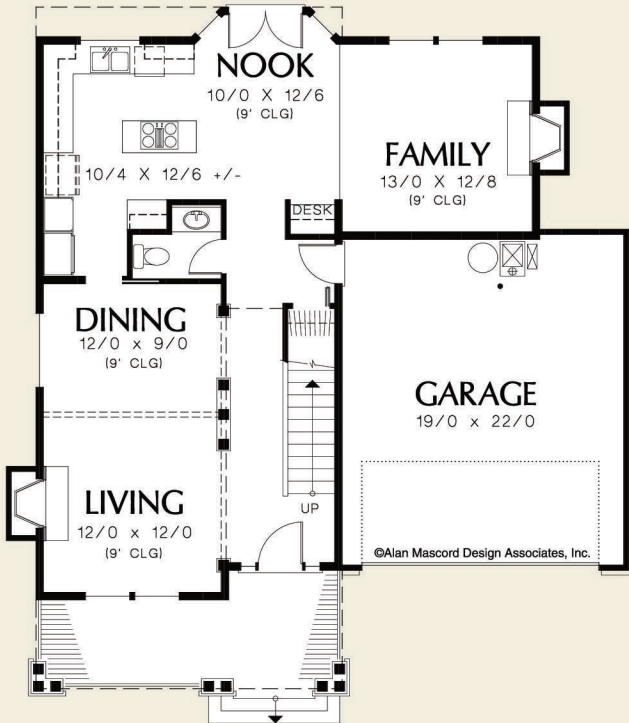 NOOK
10/0 X 12/6
(9' CLG)
FAMILY
13/0 X 12/8
(9' CLG)
10/4 X 12/6 +/-
DESK
DINING
12/0 x 9/0
(9' CLG)
GARAGE
19/0 x 22/0
LIVING
12/0 x 12/0
(9' CLG)
UP
©Alan Mascord Design Associates, Inc.